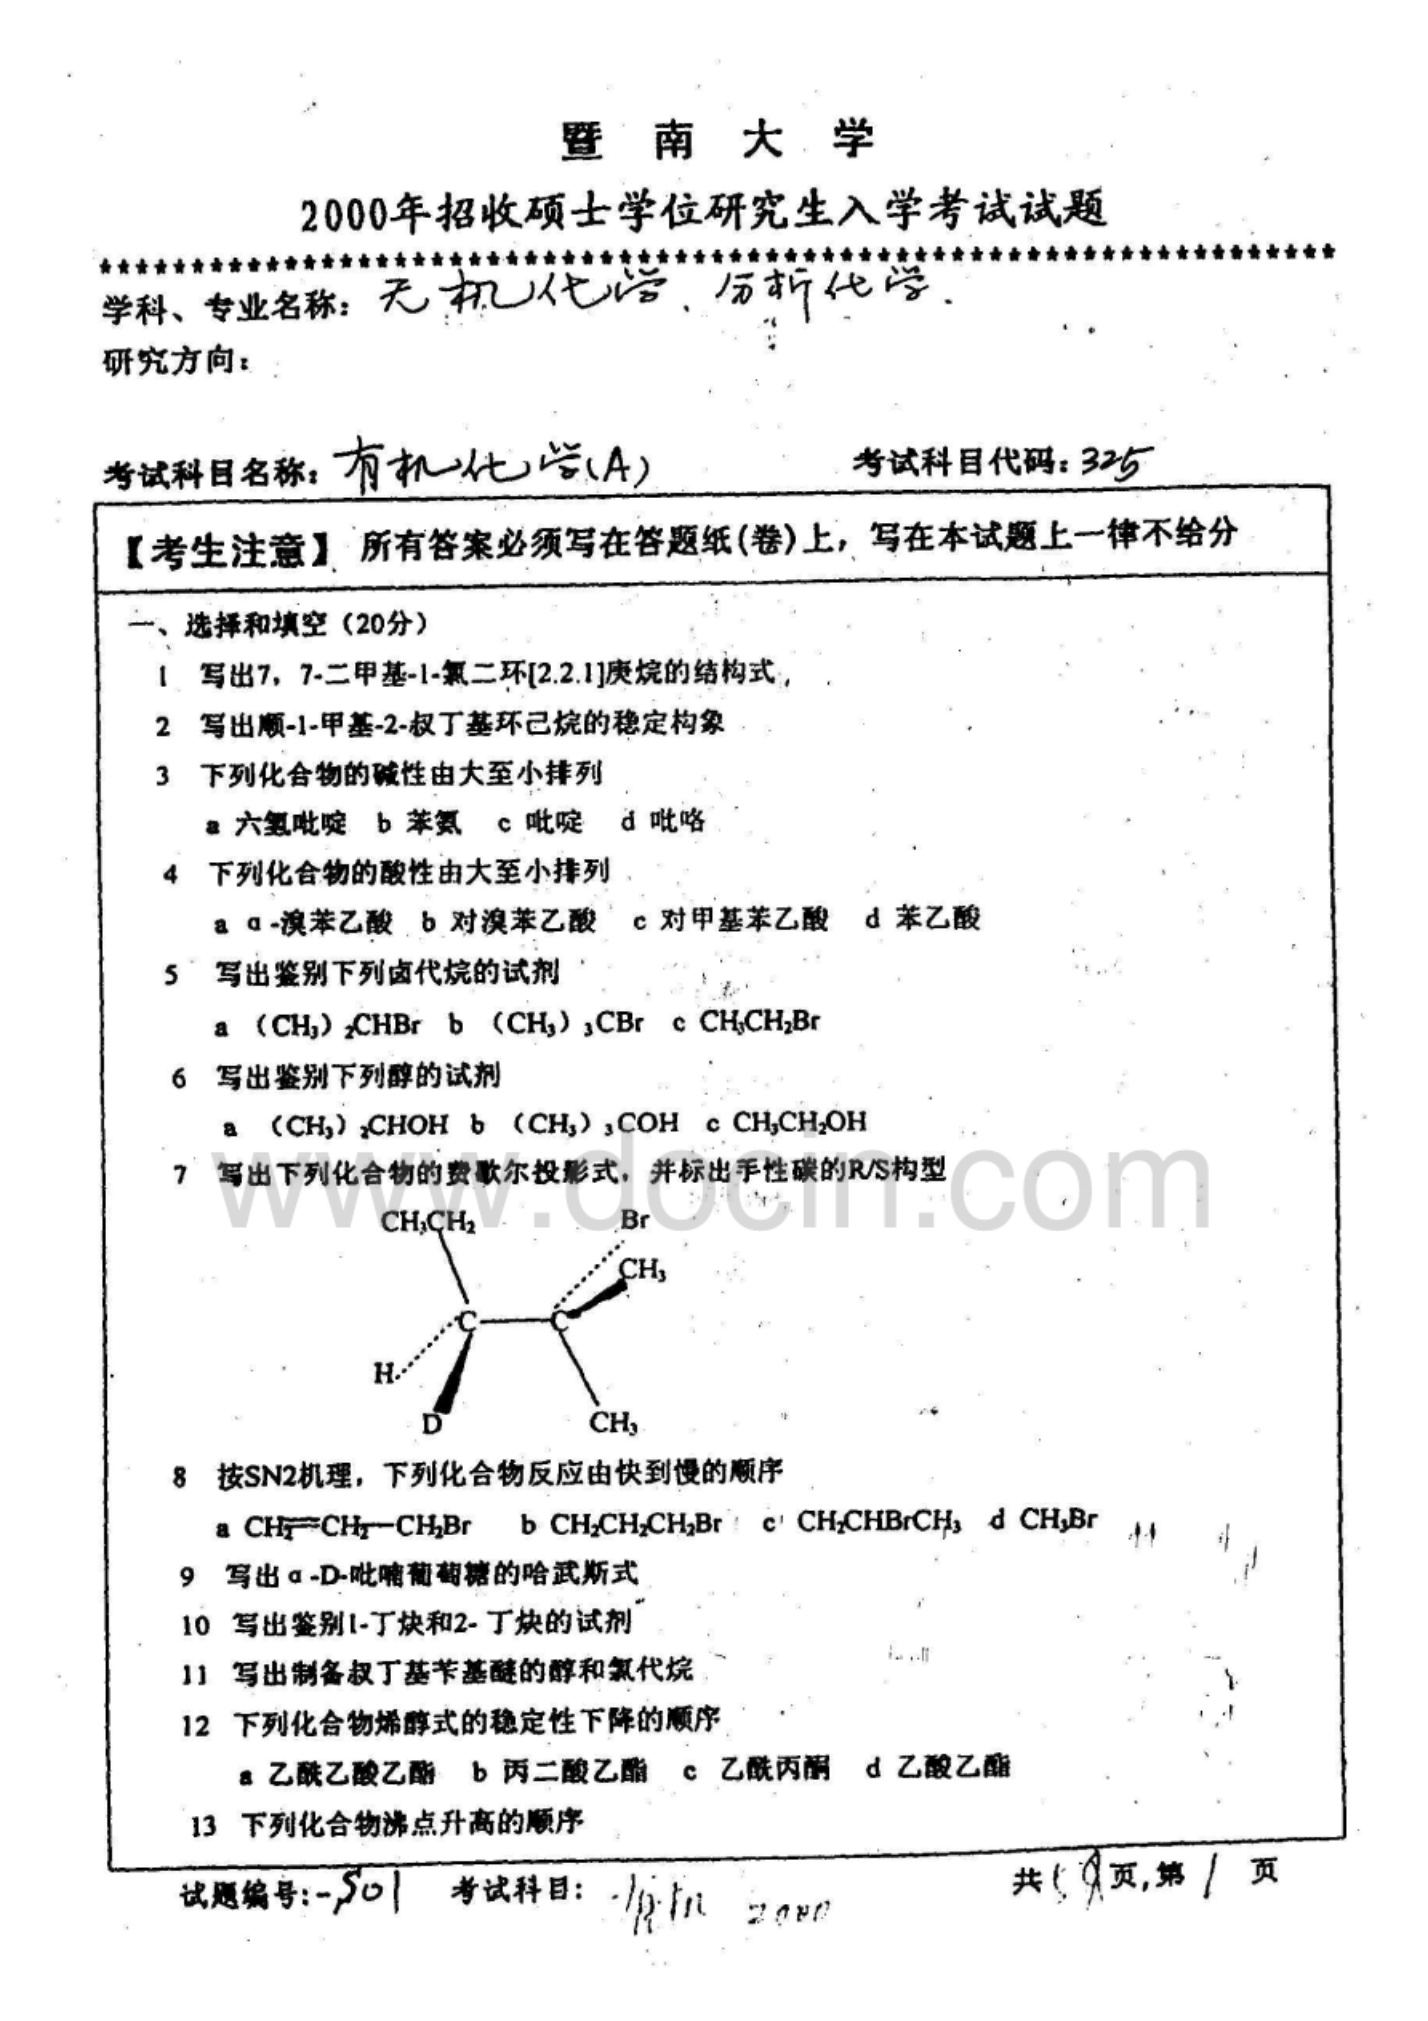 暨南大学
2000年招收硕士学位研究生入学考试试题
************************************************************
学科、专业名称：无机化学、分析化学.
研究方向：
考试科目名称：有机化学(A) 考试科目代码：325
【考生注意】所有答案必须写在答题纸(卷)上，写在本试题上一律不给分
一、选择和填空（20分）
1 写出7，7-二甲基-1-氯二环[2.2.1]庚烷的结构式，
2 写出顺-1-甲基-2-叔丁基环己烷的稳定构象
3 下列化合物的碱性由大至小排列
a 六氢吡啶 b 苯氨 c 吡啶 d 吡咯
4 下列化合物的酸性由大至小排列
a α-溴苯乙酸 b 对溴苯乙酸 c 对甲基苯乙酸 d 苯乙酸
5 写出鉴别下列卤代烷的试剂
a （CH₃）₂CHBr b （CH₃）₃CBr c CH₃CH₂Br
6 写出鉴别下列醇的试剂
a （CH₃）₂CHOH b （CH₃）₃COH c CH₃CH₂OH
7 写出下列化合物的费歇尔投影式，并标出手性碳的R/S构型
www.docin.com
CH₃CH₂ Br
CH₃
C C
H
D CH₃
8 按SN2机理，下列化合物反应由快到慢的顺序
a CH₂=CH₂—CH₂Br b CH₂CH₂CH₂Br c CH₂CHBrCH₃ d CH₃Br
9 写出α-D-吡喃葡萄糖的哈武斯式
10 写出鉴别1-丁炔和2-丁炔的试剂
11 写出制备叔丁基苄基醚的醇和氯代烷
12 下列化合物烯醇式的稳定性下降的顺序
a 乙酰乙酸乙酯 b 丙二酸乙酯 c 乙酰丙酮 d 乙酸乙酯
13 下列化合物沸点升高的顺序
试题编号：-501 考试科目： 2000 共 页，第1页